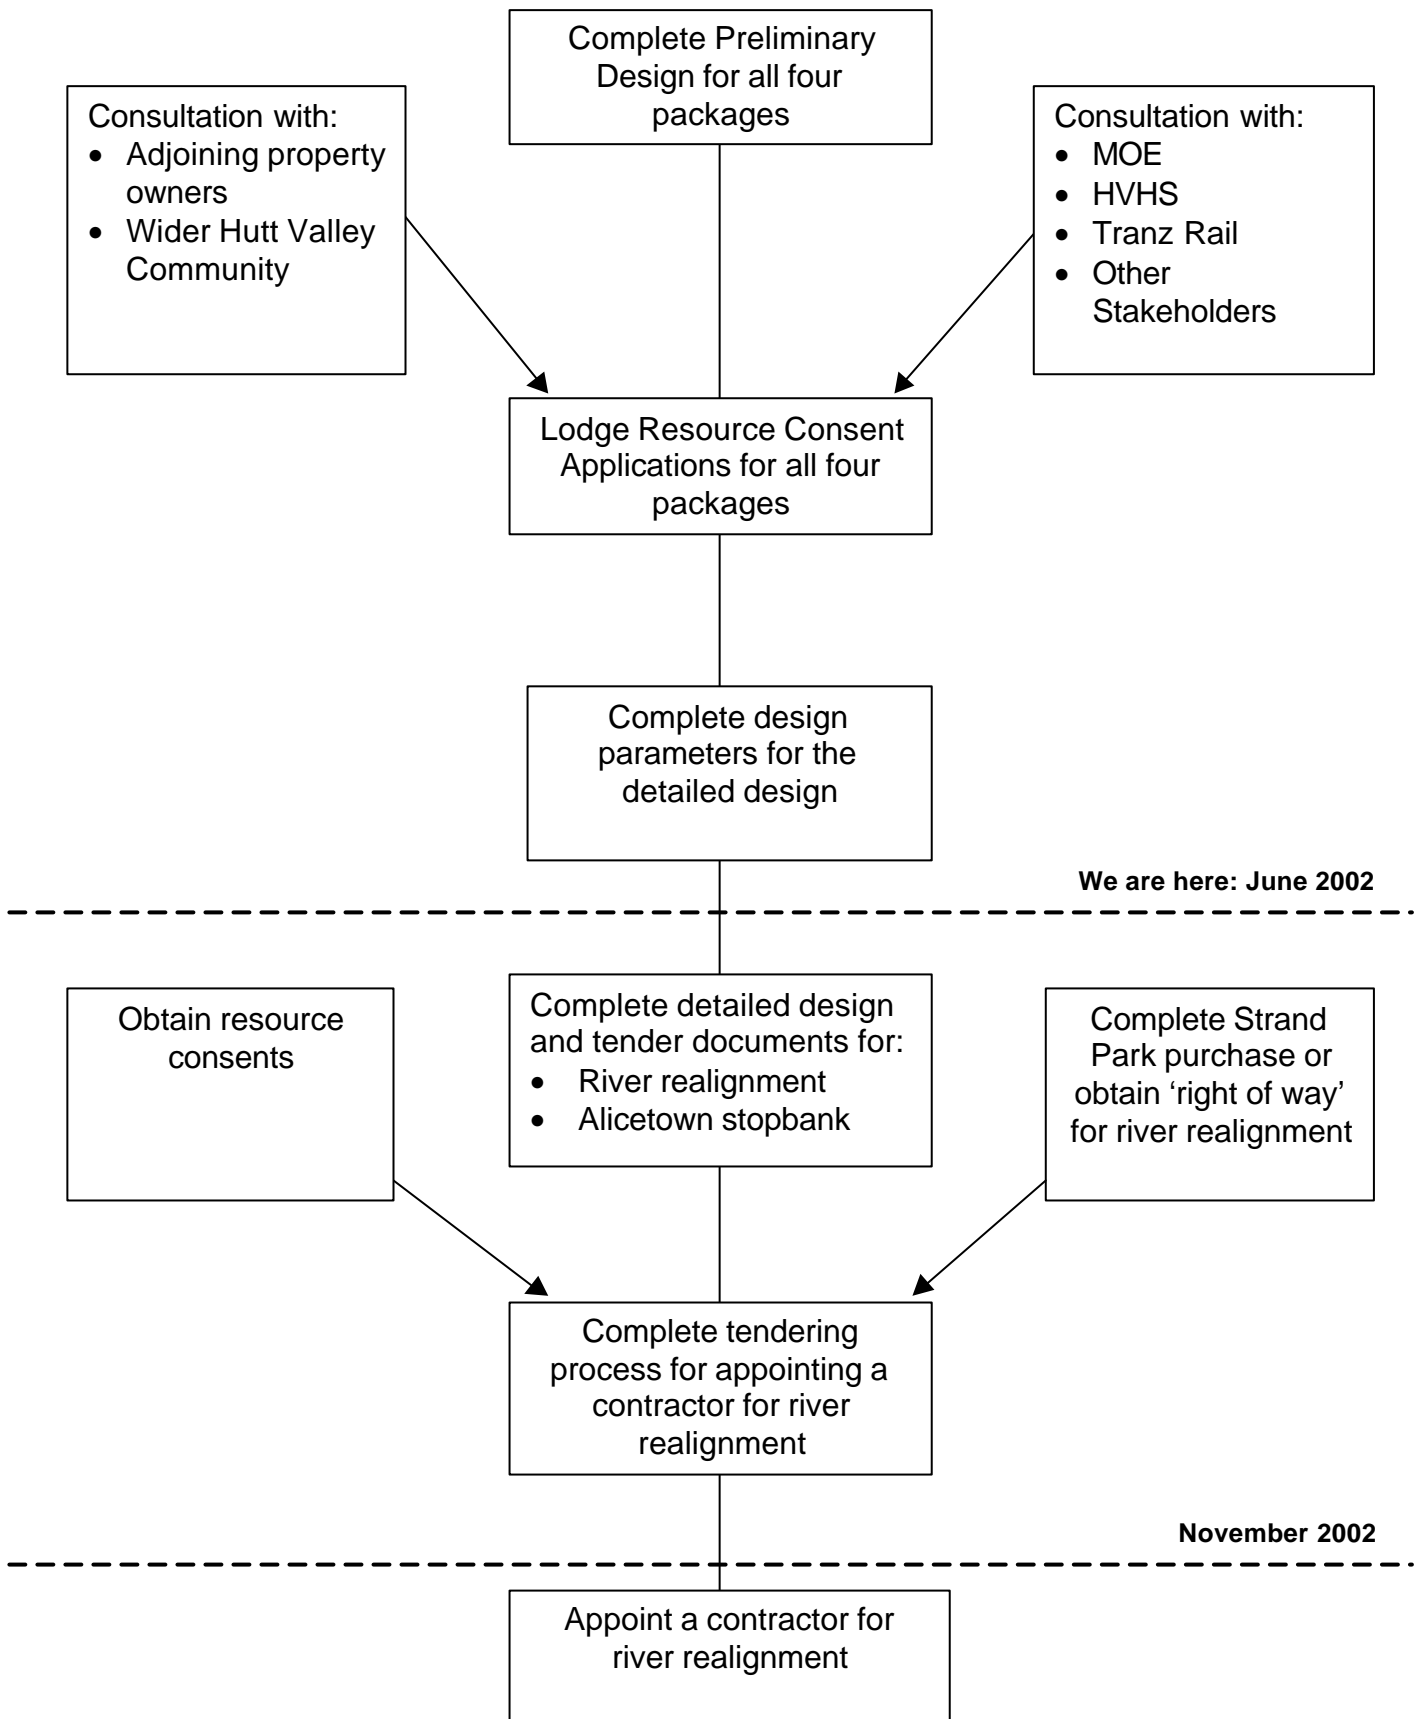 Complete Preliminary
Design for all four
packages
Consultation with:
• Adjoining property
owners
• Wider Hutt Valley
Community
Consultation with:
• MOE
• HVHS
• Tranz Rail
• Other
Stakeholders
Lodge Resource Consent
Applications for all four
packages
Complete design
parameters for the
detailed design
We are here: June 2002
Obtain resource
consents
Complete detailed design
and tender documents for:
• River realignment
• Alicetown stopbank
Complete Strand
Park purchase or
obtain ‘right of way’
for river realignment
Complete tendering
process for appointing a
contractor for river
realignment
November 2002
Appoint a contractor for
river realignment